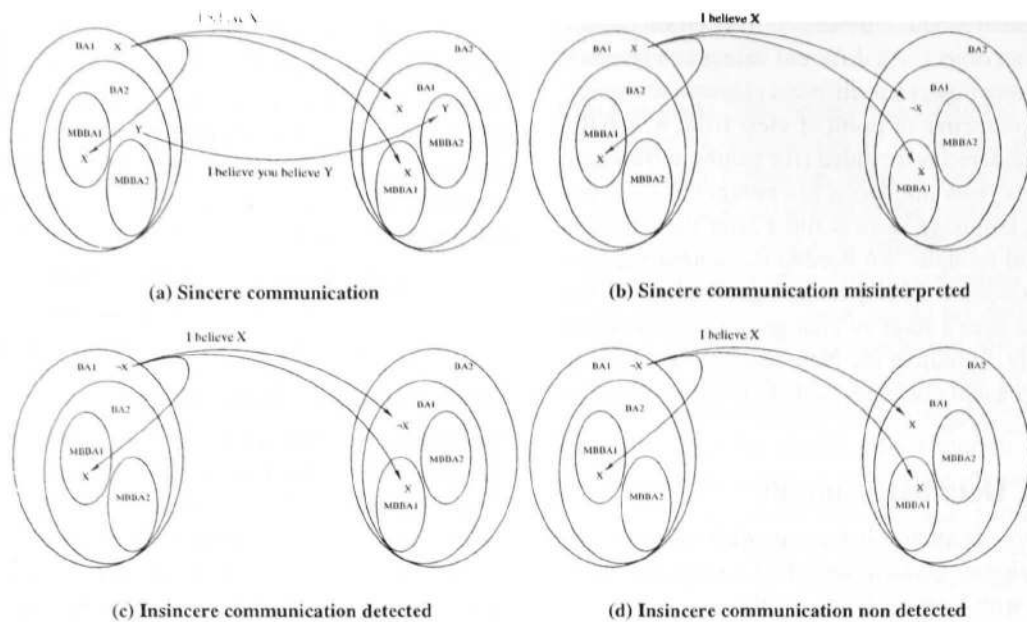 X
BA1 X
BA2
MBBA1
X
MBBA2
Y
BA2
BA1
X
Y
MBBA2
X
MBBA1
I believe you believe Y
(a) Sincere communication
I believe X
BA1 X
BA2
MBBA1
X
MBBA2
BA2
BA1
¬X
MBBA2
X
MBBA1
(b) Sincere communication misinterpreted
I believe X
BA1 ¬X
BA2
MBBA1
X
MBBA2
BA2
BA1
¬X
MBBA2
X
MBBA1
(c) Insincere communication detected
I believe X
BA1 ¬X
BA2
MBBA1
X
MBBA2
BA2
BA1
X
MBBA2
X
MBBA1
(d) Insincere communication non detected